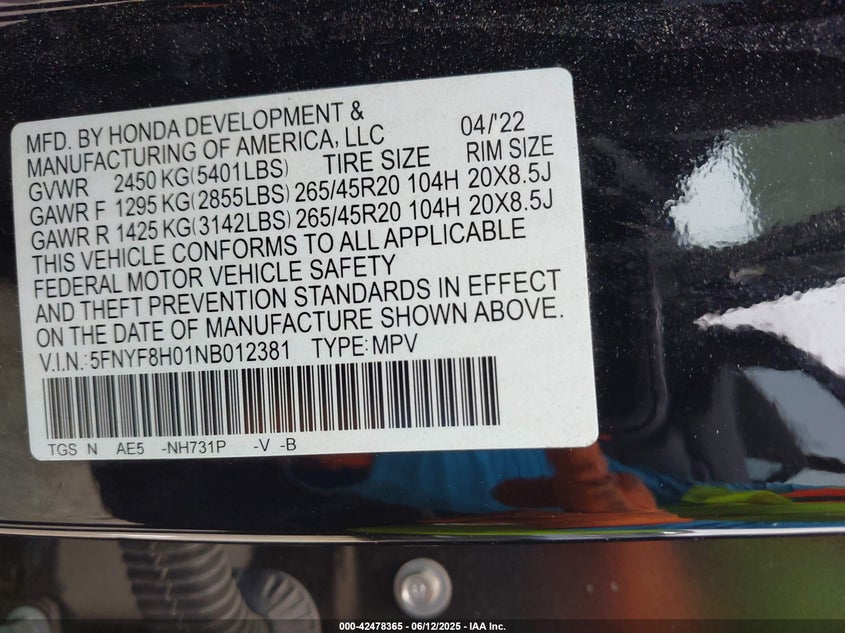 MFD. BY HONDA DEVELOPMENT &
MANUFACTURING OF AMERICA, LLC 04/'22
GVWR 2450 KG(5401LBS) TIRE SIZE RIM SIZE
GAWR F 1295 KG(2855LBS) 265/45R20 104H 20X8.5J
GAWR R 1425 KG(3142LBS) 265/45R20 104H 20X8.5J
THIS VEHICLE CONFORMS TO ALL APPLICABLE
FEDERAL MOTOR VEHICLE SAFETY
AND THEFT PREVENTION STANDARDS IN EFFECT
ON THE DATE OF MANUFACTURE SHOWN ABOVE.
V.I.N.:5FNYF8H01NB012381 TYPE:MPV
TGS N AE5 -NH731P -V -B
000-42478365 - 06/12/2025 - IAA Inc.